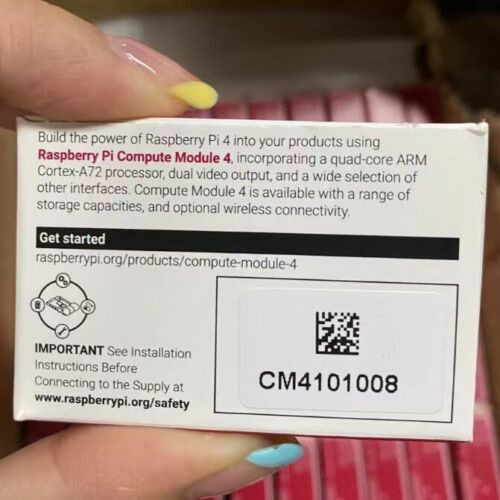 Build the power of Raspberry Pi 4 into your products using
Raspberry Pi Compute Module 4, incorporating a quad-core ARM
Cortex-A72 processor, dual video output, and a wide selection of
other interfaces. Compute Module 4 is available with a range of
storage capacities, and optional wireless connectivity.
Get started
raspberrypi.org/products/compute-module-4
IMPORTANT See Installation
Instructions Before
Connecting to the Supply at
www.raspberrypi.org/safety
CM4101008